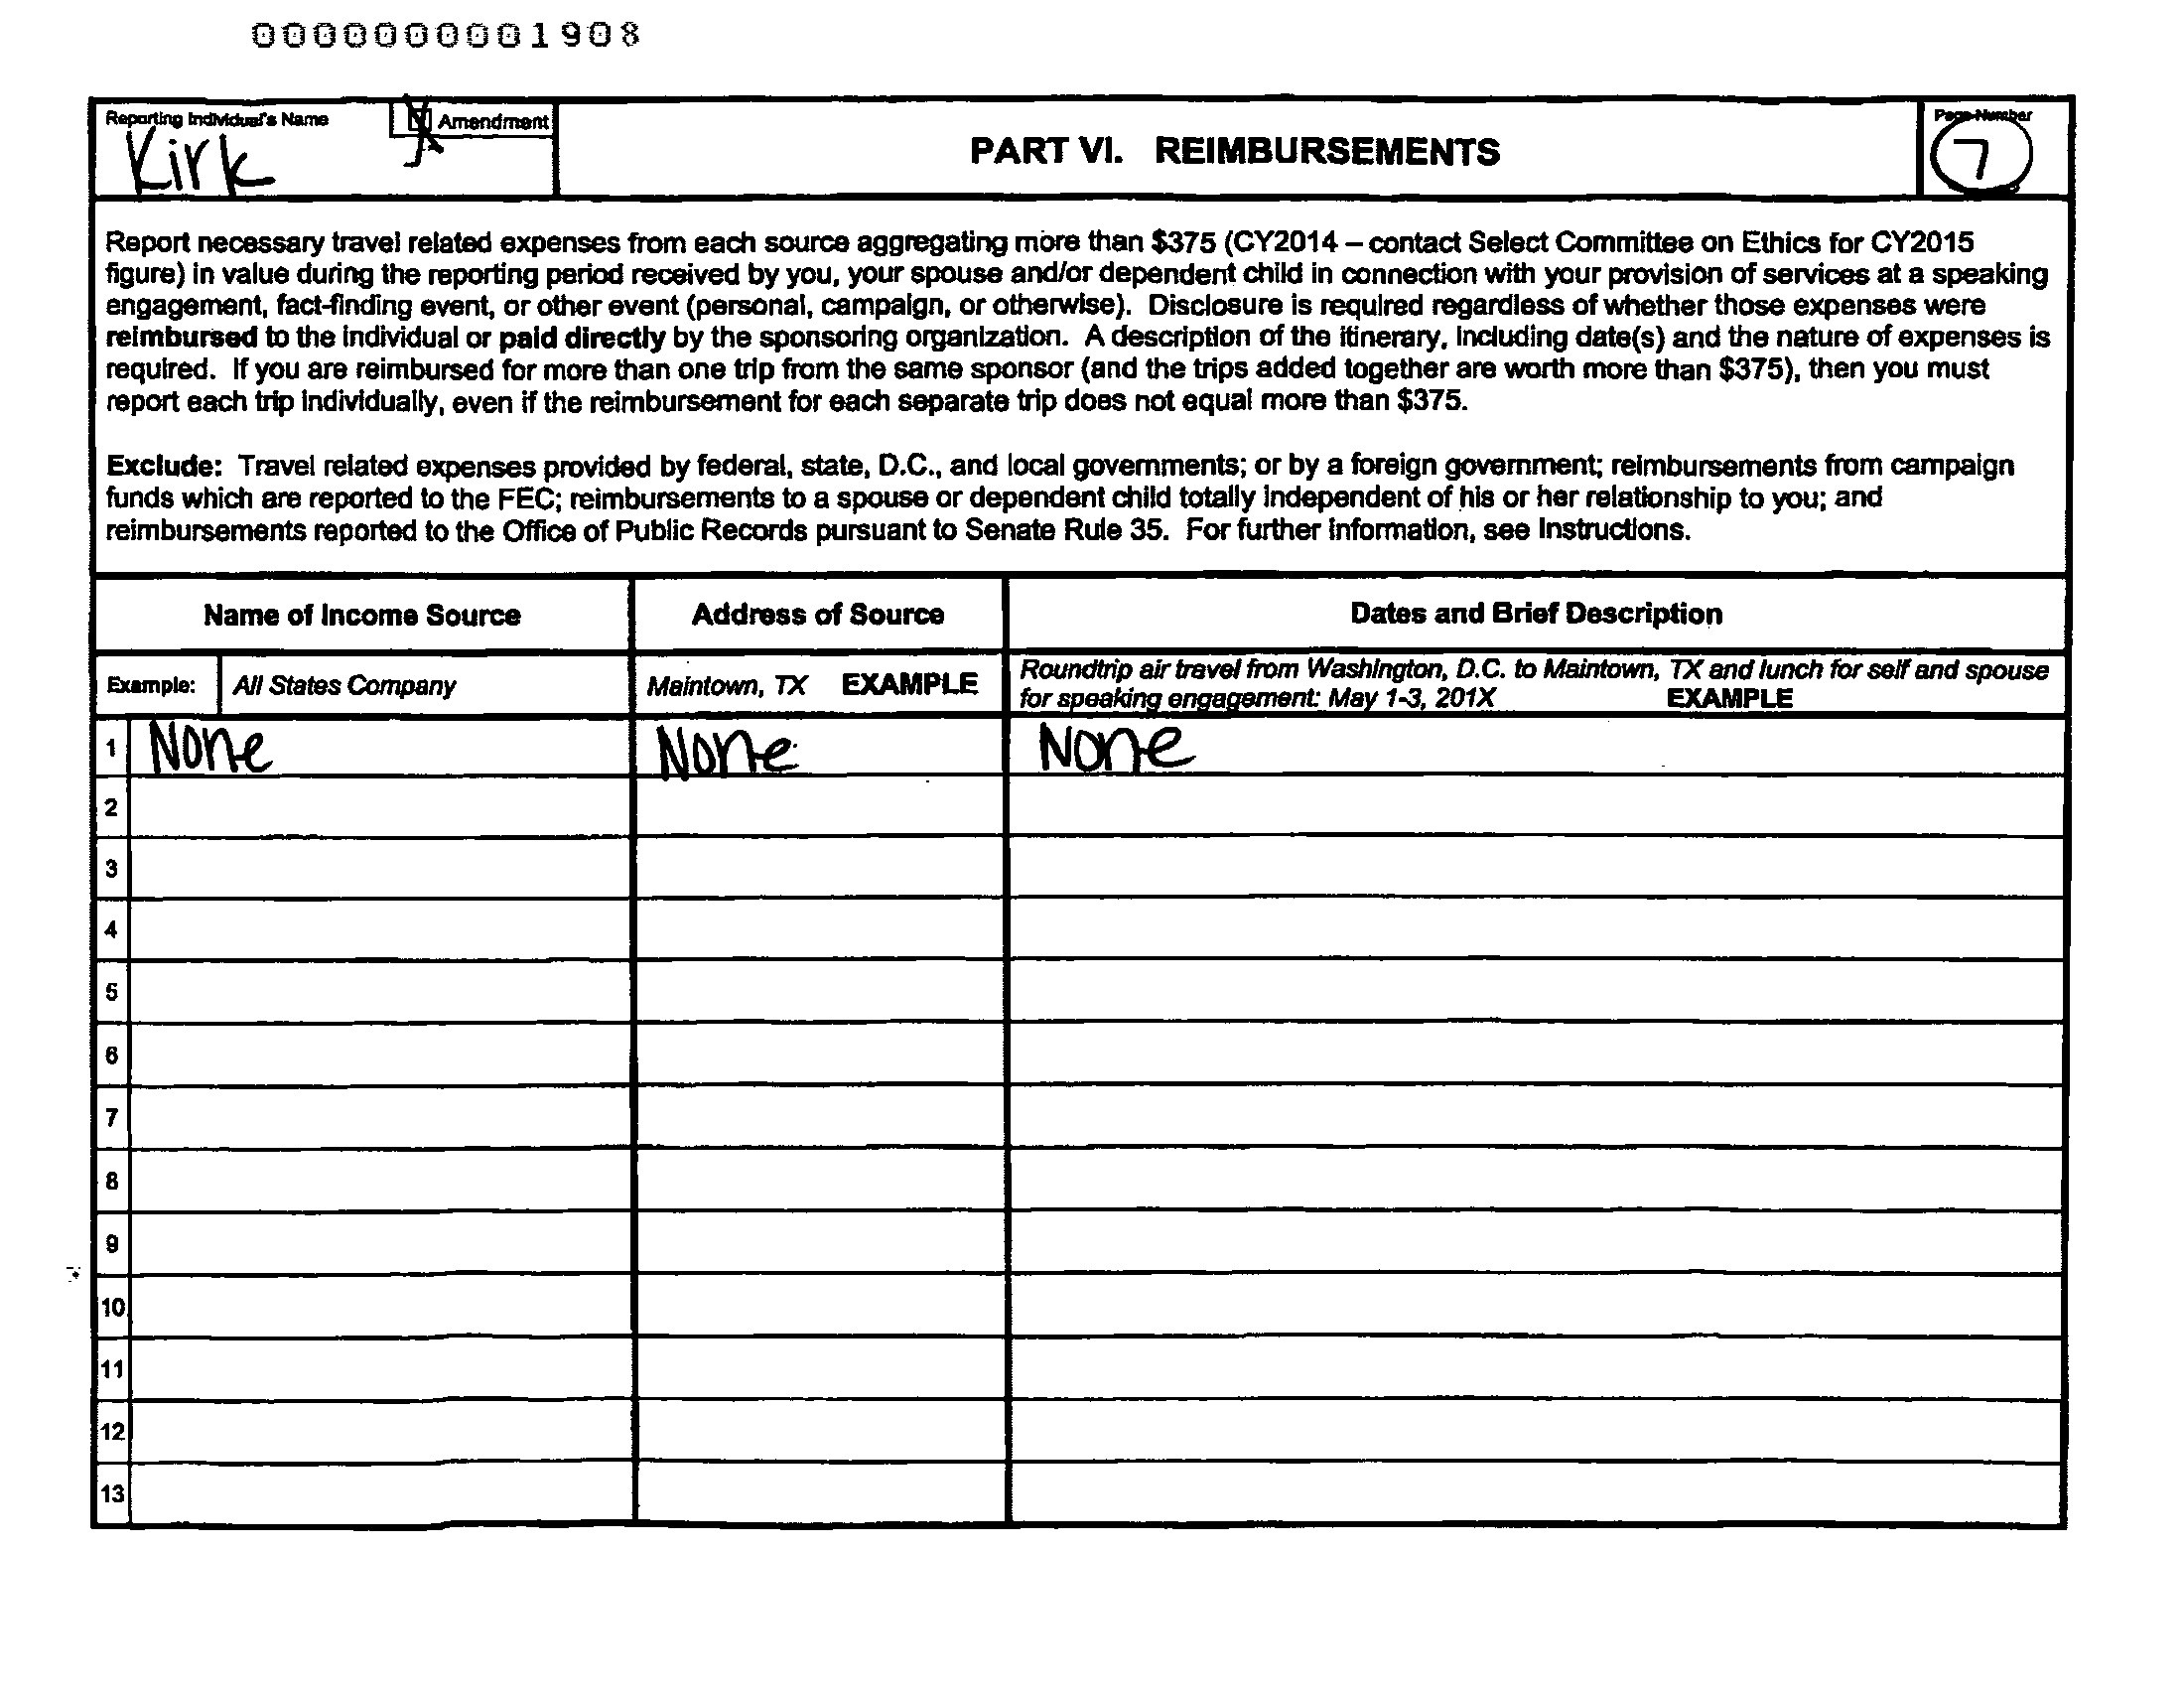 0000000001908
Reporting Individual's Name
Kirk
Amendment
PART VI. REIMBURSEMENTS
Page Number
7
Report necessary travel related expenses from each source aggregating more than $375 (CY2014 – contact Select Committee on Ethics for CY2015
figure) in value during the reporting period received by you, your spouse and/or dependent child in connection with your provision of services at a speaking
engagement, fact-finding event, or other event (personal, campaign, or otherwise). Disclosure is required regardless of whether those expenses were
reimbursed to the individual or paid directly by the sponsoring organization. A description of the itinerary, including date(s) and the nature of expenses is
required. If you are reimbursed for more than one trip from the same sponsor (and the trips added together are worth more than $375), then you must
report each trip individually, even if the reimbursement for each separate trip does not equal more than $375.
Exclude: Travel related expenses provided by federal, state, D.C., and local governments; or by a foreign government; reimbursements from campaign
funds which are reported to the FEC; reimbursements to a spouse or dependent child totally independent of his or her relationship to you; and
reimbursements reported to the Office of Public Records pursuant to Senate Rule 35. For further information, see Instructions.
Name of Income Source Address of Source Dates and Brief Description
Example: All States Company Maintown, TX EXAMPLE Roundtrip air travel from Washington, D.C. to Maintown, TX and lunch for self and spouse
for speaking engagement: May 1-3, 201X EXAMPLE
1 None None None
2
3
4
5
6
7
8
9
10
11
12
13